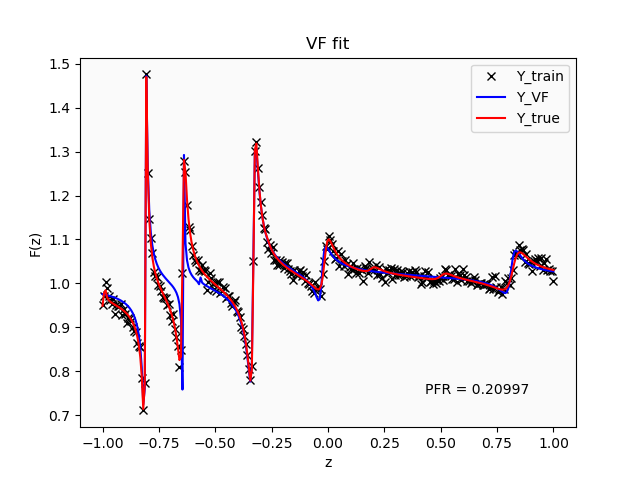 VF fit
Y_train
Y_VF
Y_true
F(z)
1.5
1.4
1.3
1.2
1.1
1.0
0.9
0.8
0.7
PFR = 0.20997
−1.00 −0.75 −0.50 −0.25 0.00 0.25 0.50 0.75 1.00
z